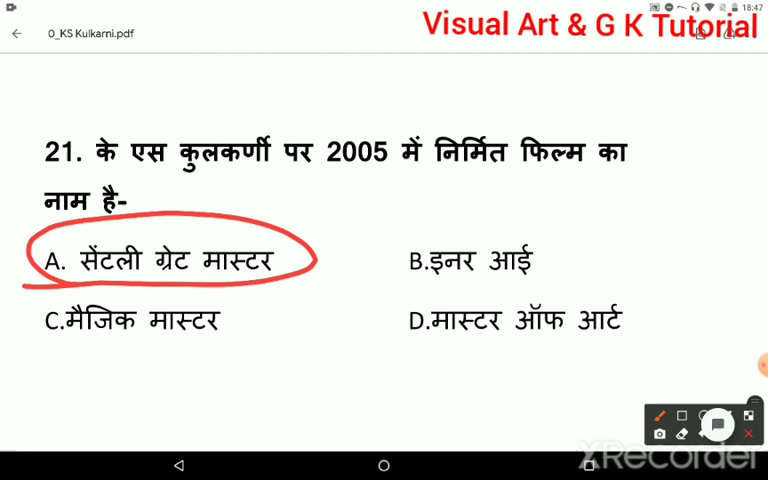 18:47
Visual Art & G K Tutorial
0_KS Kulkarni.pdf
21. के एस कुलकर्णी पर 2005 में निर्मित फिल्म का
नाम है-
A. सेंटली ग्रेट मास्टर
B.इनर आई
C.मैजिक मास्टर
D.मास्टर ऑफ आर्ट
XRecorder